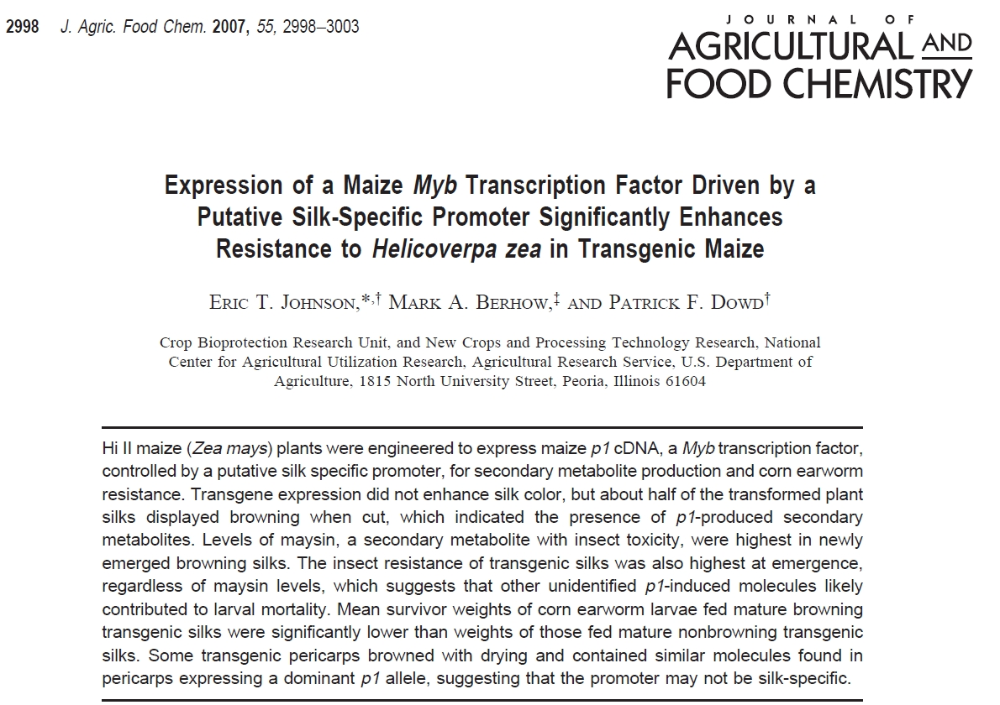 2998 J. Agric. Food Chem. 2007, 55, 2998–3003
JOURNAL OF
AGRICULTURAL AND
FOOD CHEMISTRY
Expression of a Maize Myb Transcription Factor Driven by a
Putative Silk-Specific Promoter Significantly Enhances
Resistance to Helicoverpa zea in Transgenic Maize
ERIC T. JOHNSON,*,† MARK A. BERHOW,‡ AND PATRICK F. DOWD†
Crop Bioprotection Research Unit, and New Crops and Processing Technology Research, National
Center for Agricultural Utilization Research, Agricultural Research Service, U.S. Department of
Agriculture, 1815 North University Street, Peoria, Illinois 61604
Hi II maize (Zea mays) plants were engineered to express maize p1 cDNA, a Myb transcription factor,
controlled by a putative silk specific promoter, for secondary metabolite production and corn earworm
resistance. Transgene expression did not enhance silk color, but about half of the transformed plant
silks displayed browning when cut, which indicated the presence of p1-produced secondary
metabolites. Levels of maysin, a secondary metabolite with insect toxicity, were highest in newly
emerged browning silks. The insect resistance of transgenic silks was also highest at emergence,
regardless of maysin levels, which suggests that other unidentified p1-induced molecules likely
contributed to larval mortality. Mean survivor weights of corn earworm larvae fed mature browning
transgenic silks were significantly lower than weights of those fed mature nonbrowning transgenic
silks. Some transgenic pericarps browned with drying and contained similar molecules found in
pericarps expressing a dominant p1 allele, suggesting that the promoter may not be silk-specific.